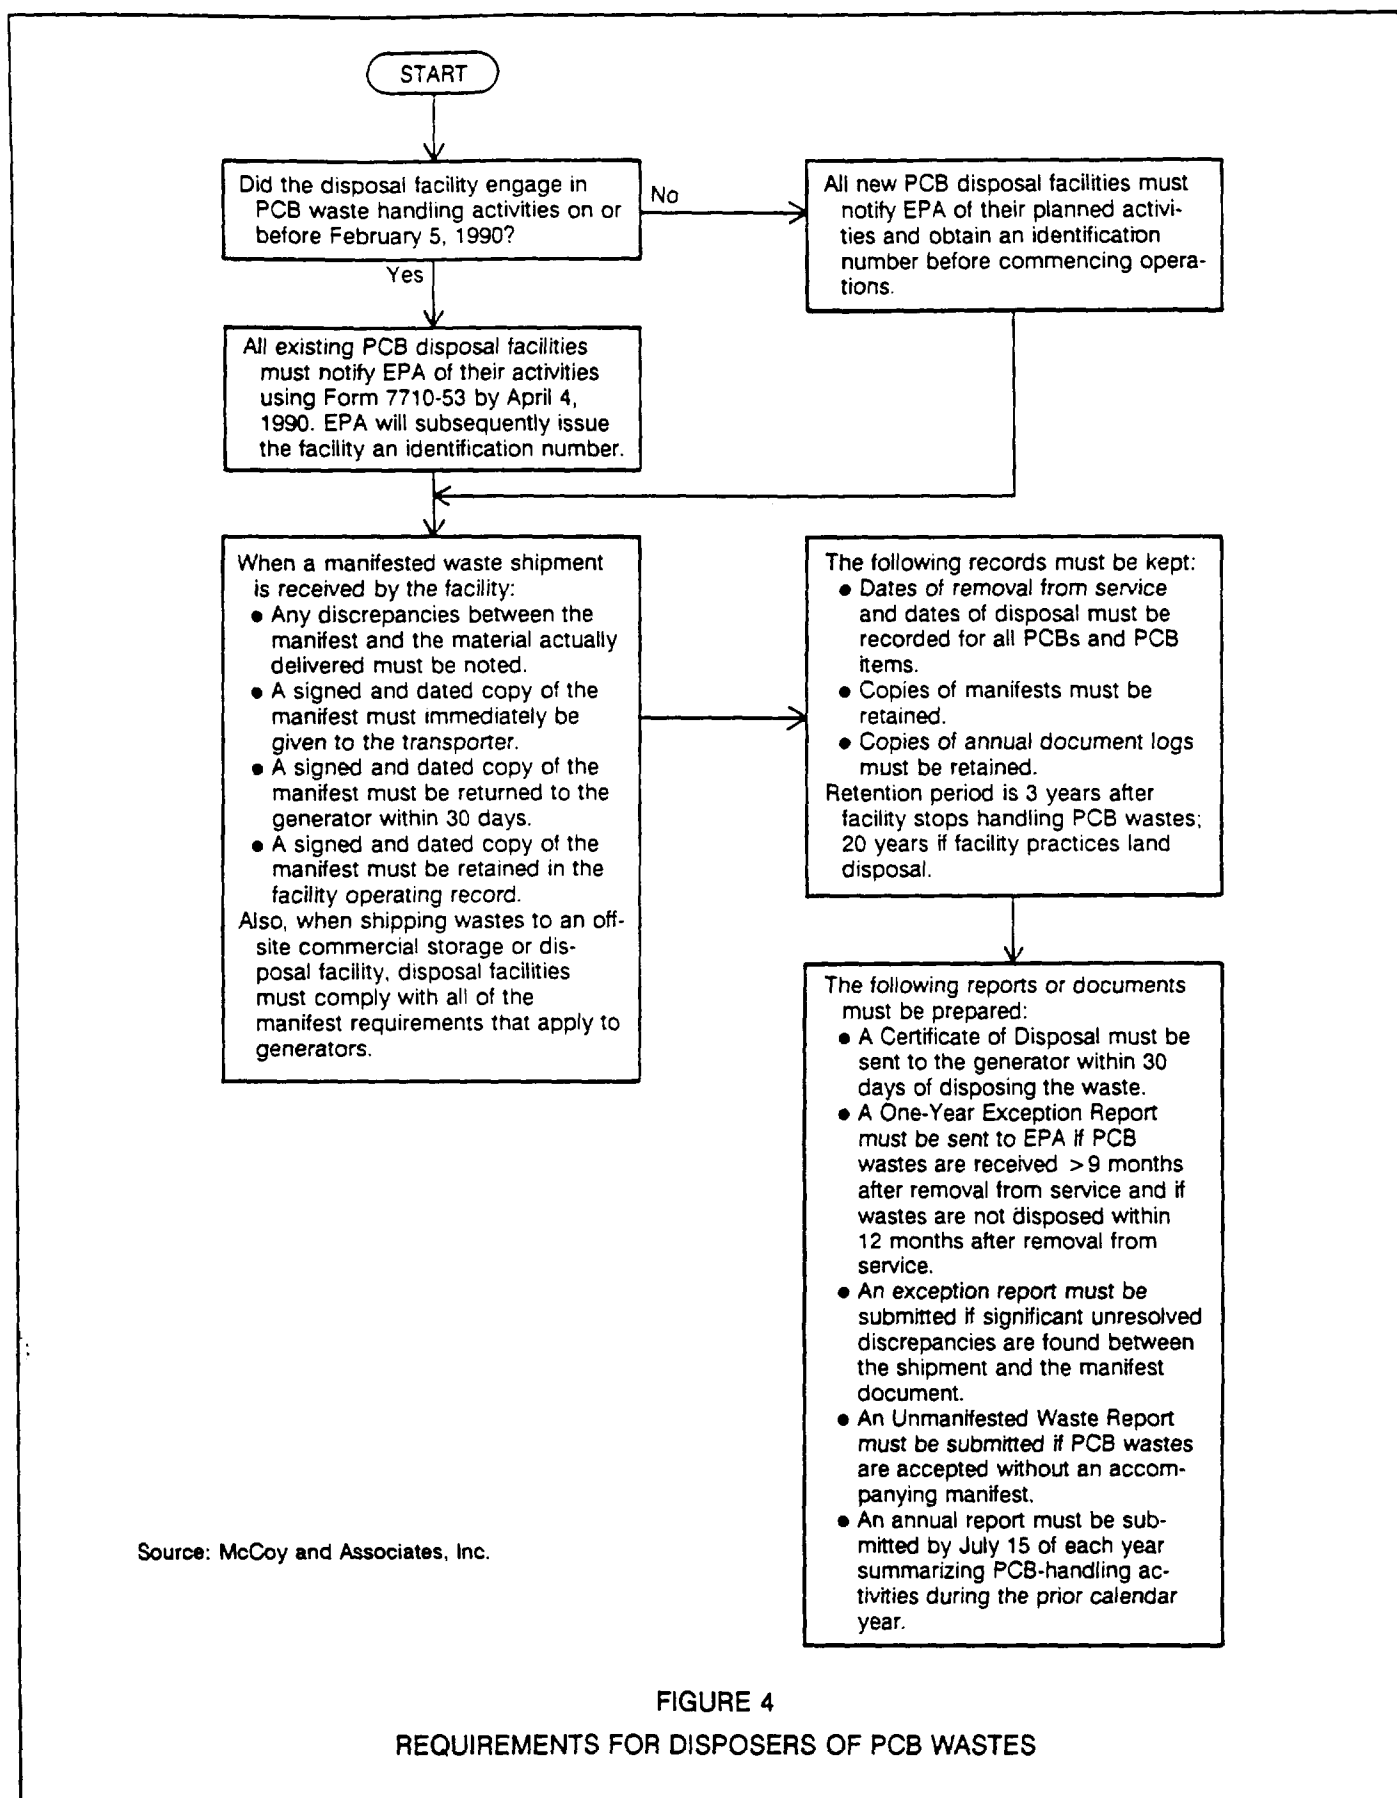 START
Did the disposal facility engage in
PCB waste handling activities on or
before February 5, 1990?
No
All new PCB disposal facilities must
notify EPA of their planned activi-
ties and obtain an identification
number before commencing opera-
tions.
Yes
All existing PCB disposal facilities
must notify EPA of their activities
using Form 7710-53 by April 4,
1990. EPA will subsequently issue
the facility an identification number.
When a manifested waste shipment
is received by the facility:
● Any discrepancies between the
manifest and the material actually
delivered must be noted.
● A signed and dated copy of the
manifest must immediately be
given to the transporter.
● A signed and dated copy of the
manifest must be returned to the
generator within 30 days.
● A signed and dated copy of the
manifest must be retained in the
facility operating record.
Also, when shipping wastes to an off-
site commercial storage or dis-
posal facility, disposal facilities
must comply with all of the
manifest requirements that apply to
generators.
The following records must be kept:
● Dates of removal from service
and dates of disposal must be
recorded for all PCBs and PCB
items.
● Copies of manifests must be
retained.
● Copies of annual document logs
must be retained.
Retention period is 3 years after
facility stops handling PCB wastes;
20 years if facility practices land
disposal.
The following reports or documents
must be prepared:
● A Certificate of Disposal must be
sent to the generator within 30
days of disposing the waste.
● A One-Year Exception Report
must be sent to EPA if PCB
wastes are received >9 months
after removal from service and if
wastes are not disposed within
12 months after removal from
service.
● An exception report must be
submitted if significant unresolved
discrepancies are found between
the shipment and the manifest
document.
● An Unmanifested Waste Report
must be submitted if PCB wastes
are accepted without an accom-
panying manifest.
● An annual report must be sub-
mitted by July 15 of each year
summarizing PCB-handling ac-
tivities during the prior calendar
year.
Source: McCoy and Associates, Inc.
FIGURE 4
REQUIREMENTS FOR DISPOSERS OF PCB WASTES